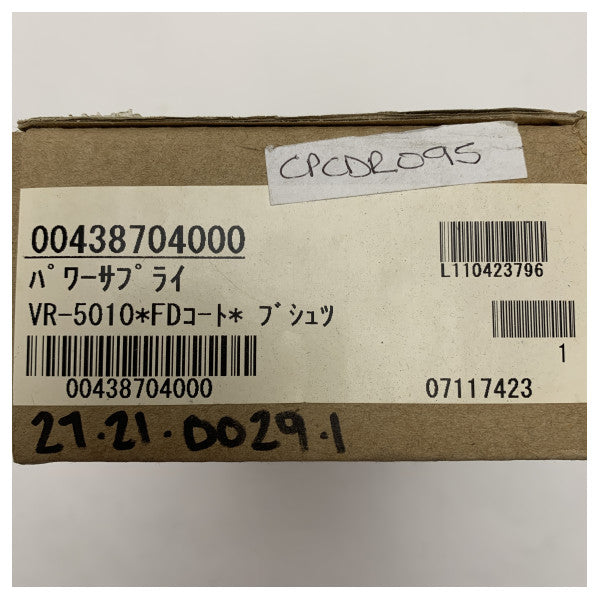 CPCDR095
00438704000
ﾊﾟﾜｰｻﾌﾟﾗｲ
L110423796
VR-5010*FDｺｰﾄ* ﾌﾞｼｭﾂ
1
00438704000
07117423
27.21.0029.1